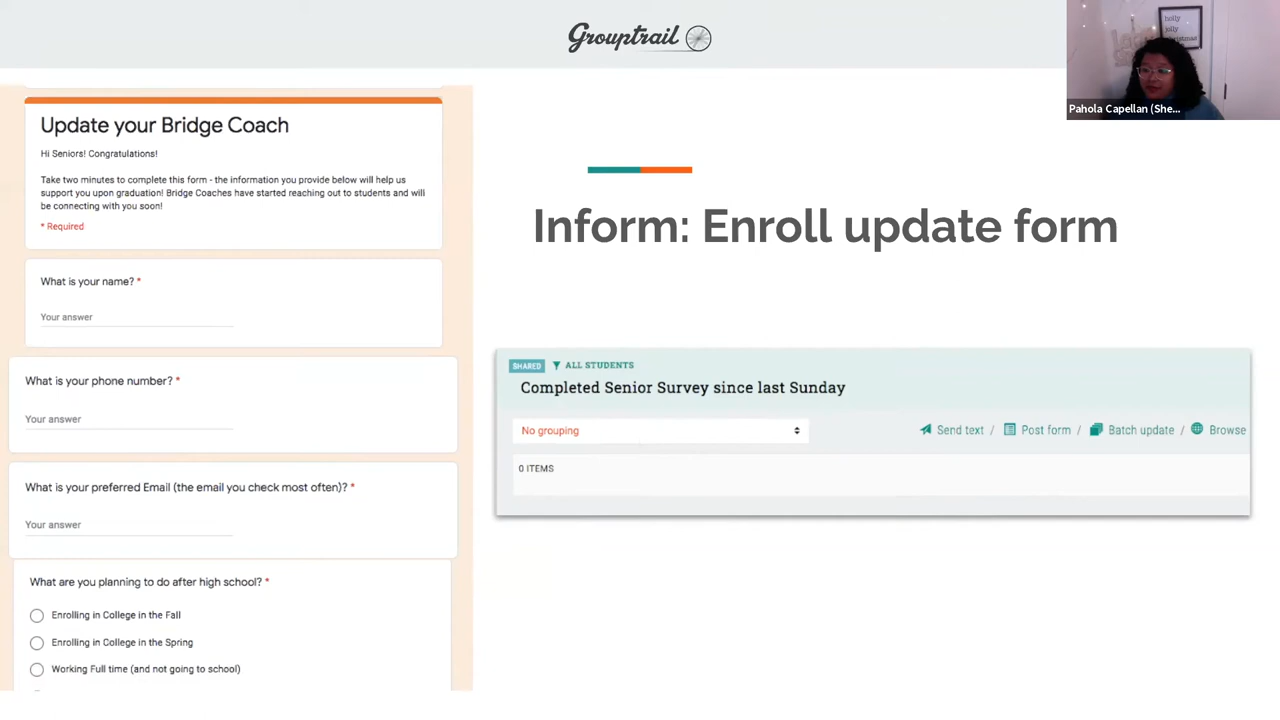 Grouptrail
holly
jolly
christmas
Pahola Capellan (She...
Update your Bridge Coach
Hi Seniors! Congratulations!
Take two minutes to complete this form - the information you provide below will help us
support you upon graduation! Bridge Coaches have started reaching out to students and will
be connecting with you soon!
* Required
What is your name? *
Your answer
What is your phone number? *
Your answer
What is your preferred Email (the email you check most often)? *
Your answer
What are you planning to do after high school? *
Enrolling in College in the Fall
Enrolling in College in the Spring
Working Full time (and not going to school)
Inform: Enroll update form
SHARED ALL STUDENTS
Completed Senior Survey since last Sunday
No grouping
Send text / Post form / Batch update / Browse
0 ITEMS